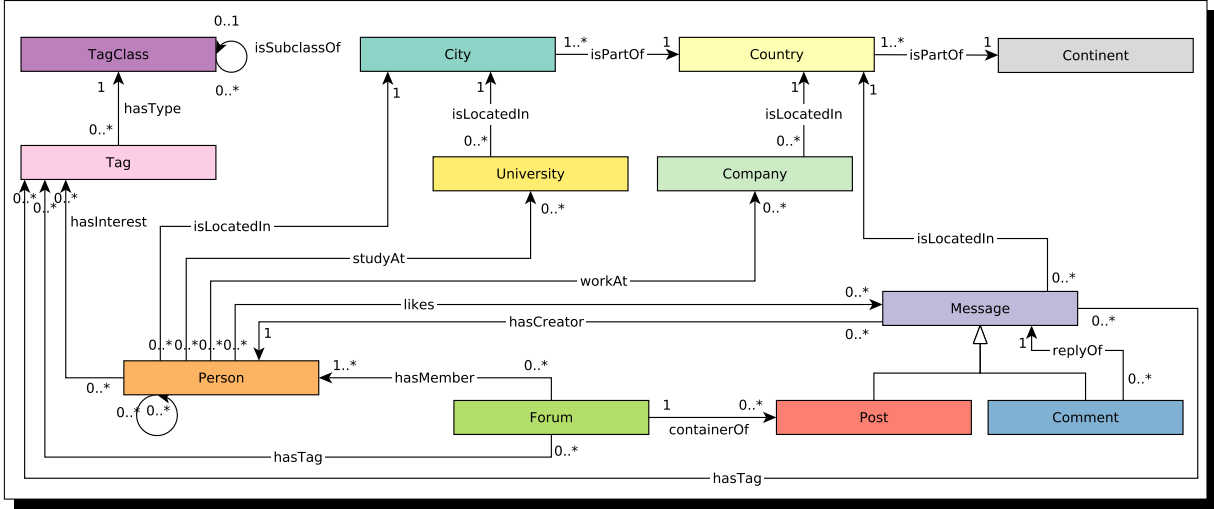 0..1
TagClass
isSubclassOf
City
1..*
isPartOf
1
Country
1..*
isPartOf
1
Continent
0..*
1
hasType
0..*
1
1
isLocatedIn
0..*
1
isLocatedIn
0..*
1
Tag
University
Company
0..*
0..*
0..*
hasInterest
0..*
0..*
isLocatedIn
isLocatedIn
studyAt
0..*
workAt
0..*
likes
Message
0..*
hasCreator
0..*
1
0..*
0..*
0..*
0..*
1
replyOf
0..*
1..*
hasMember
0..*
Person
0..*
0..*
0..*
Forum
1
containerOf
0..*
Post
Comment
0..*
hasTag
hasTag